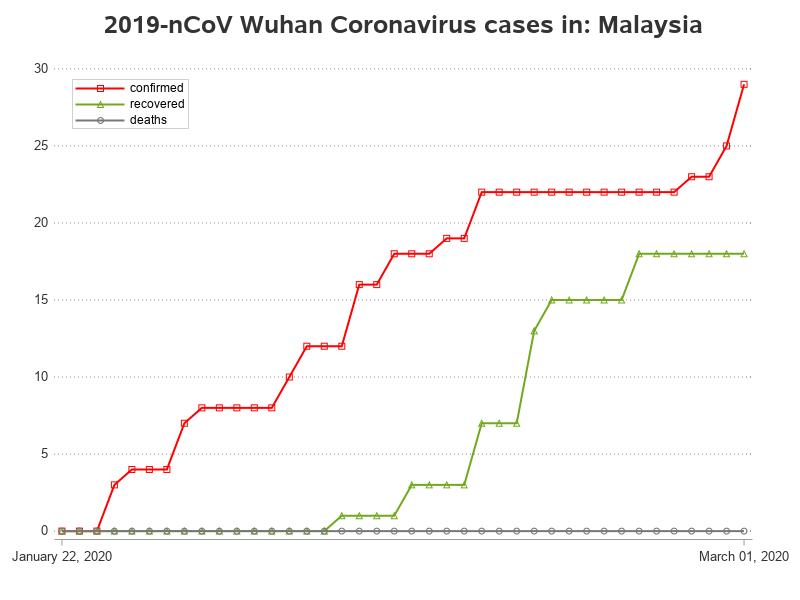 2019-nCoV Wuhan Coronavirus cases in: Malaysia
30
confirmed
recovered
deaths
25
20
15
10
5
0
January 22, 2020
March 01, 2020